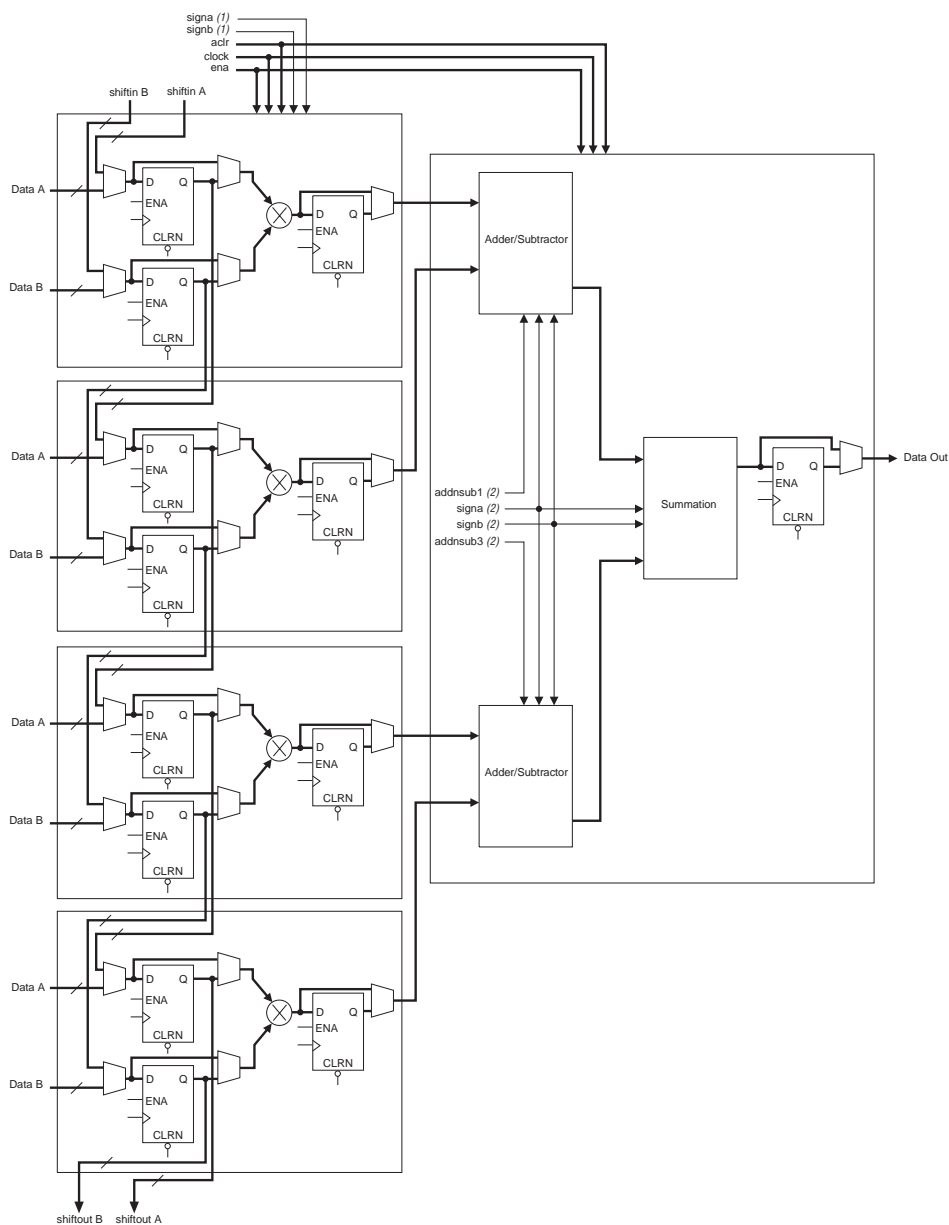 signa (1)
signb (1)
aclr
clock
ena
shiftin B
shiftin A
Data A
D Q
ENA
CLRN
D Q
ENA
CLRN
Data B
D Q
ENA
CLRN
Adder/Subtractor
Data A
D Q
ENA
CLRN
D Q
ENA
CLRN
Data B
D Q
ENA
CLRN
addnsub1 (2)
signa (2)
signb (2)
addnsub3 (2)
Summation
D Q
ENA
CLRN
Data Out
Data A
D Q
ENA
CLRN
D Q
ENA
CLRN
Data B
D Q
ENA
CLRN
Adder/Subtractor
Data A
D Q
ENA
CLRN
D Q
ENA
CLRN
Data B
D Q
ENA
CLRN
shiftout B
shiftout A